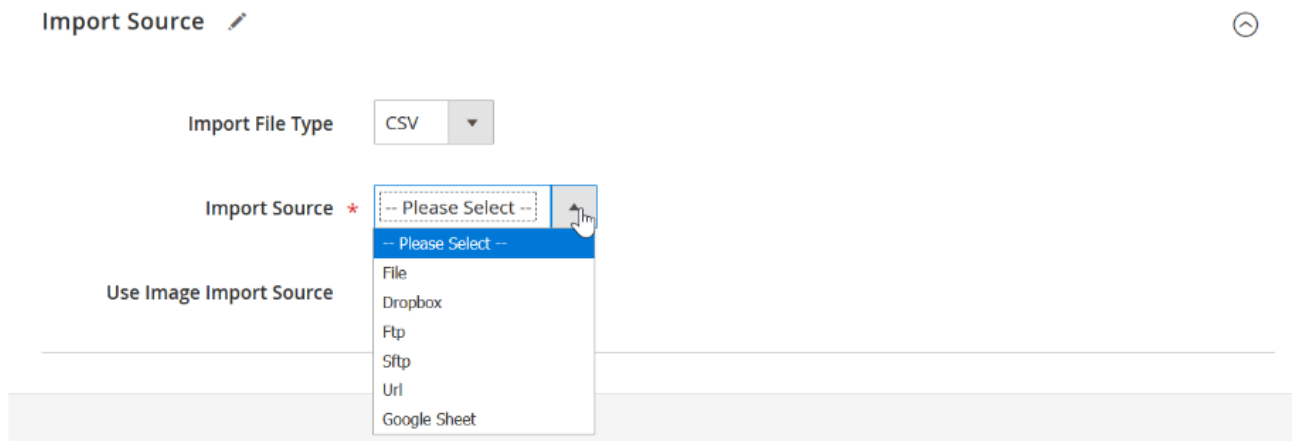 Import Source
Import File Type CSV
Import Source * -- Please Select --
-- Please Select --
File
Dropbox
Ftp
Sftp
Url
Google Sheet
Use Image Import Source